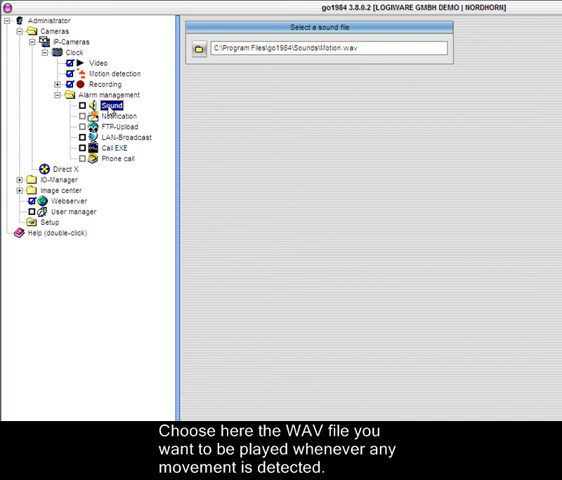 go1984 3.8.0.2 [LOGIWARE GMBH DEMO | NORDHORN]
Administrator
Cameras
IP-Cameras
Clock
Video
Motion detection
Recording
Alarm management
Sound
Notification
FTP-Upload
LAN-Broadcast
Call EXE
Phone call
Direct X
IO-Manager
Image center
Webserver
User manager
Setup
Help (double-click)
Select a sound file
C:\Program Files\go1984\Sounds\Motion.wav
Choose here the WAV file you
want to be played whenever any
movement is detected.